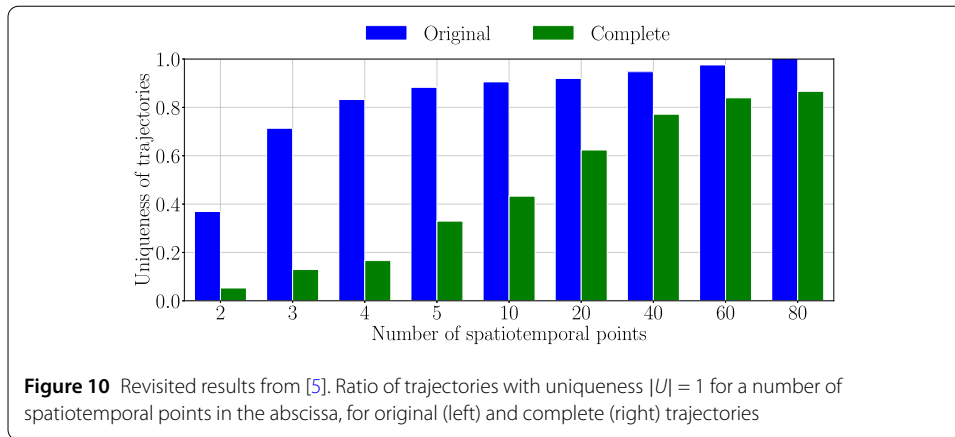 Original Complete
Uniqueness of trajectories
1.0
0.8
0.6
0.4
0.2
0.0
2 3 4 5 10 20 40 60 80
Number of spatiotemporal points
Figure 10 Revisited results from [5]. Ratio of trajectories with uniqueness |U| = 1 for a number of
spatiotemporal points in the abscissa, for original (left) and complete (right) trajectories